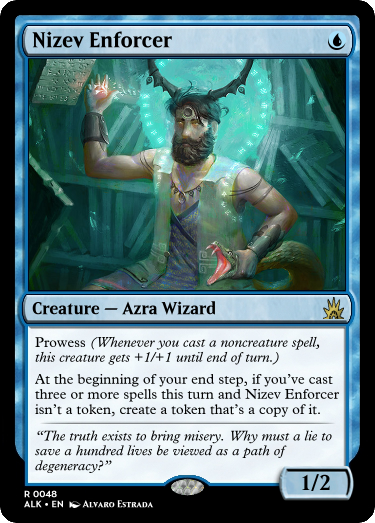 Nizev Enforcer
Creature — Azra Wizard
Prowess (Whenever you cast a noncreature spell,
this creature gets +1/+1 until end of turn.)
At the beginning of your end step, if you've cast
three or more spells this turn and Nizev Enforcer
isn't a token, create a token that's a copy of it.
“The truth exists to bring misery. Why must a lie to
save a hundred lives be viewed as a path of
degeneracy?”
1/2
R 0048
ALK • EN Alvaro Estrada